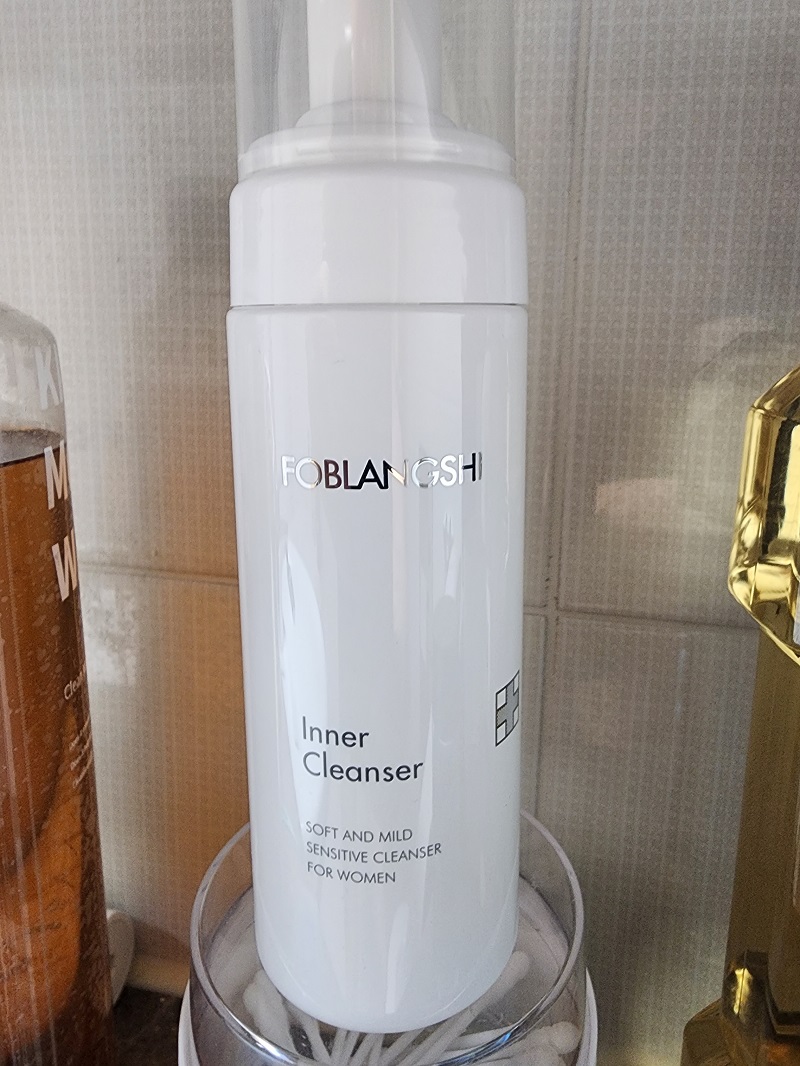 FOBLANGSHI
Inner
Cleanser
SOFT AND MILD
SENSITIVE CLEANSER
FOR WOMEN